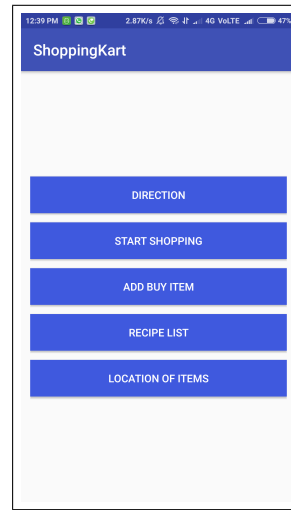 12:39 PM 2.87K/s 4G VoLTE 47%
ShoppingKart
DIRECTION
START SHOPPING
ADD BUY ITEM
RECIPE LIST
LOCATION OF ITEMS